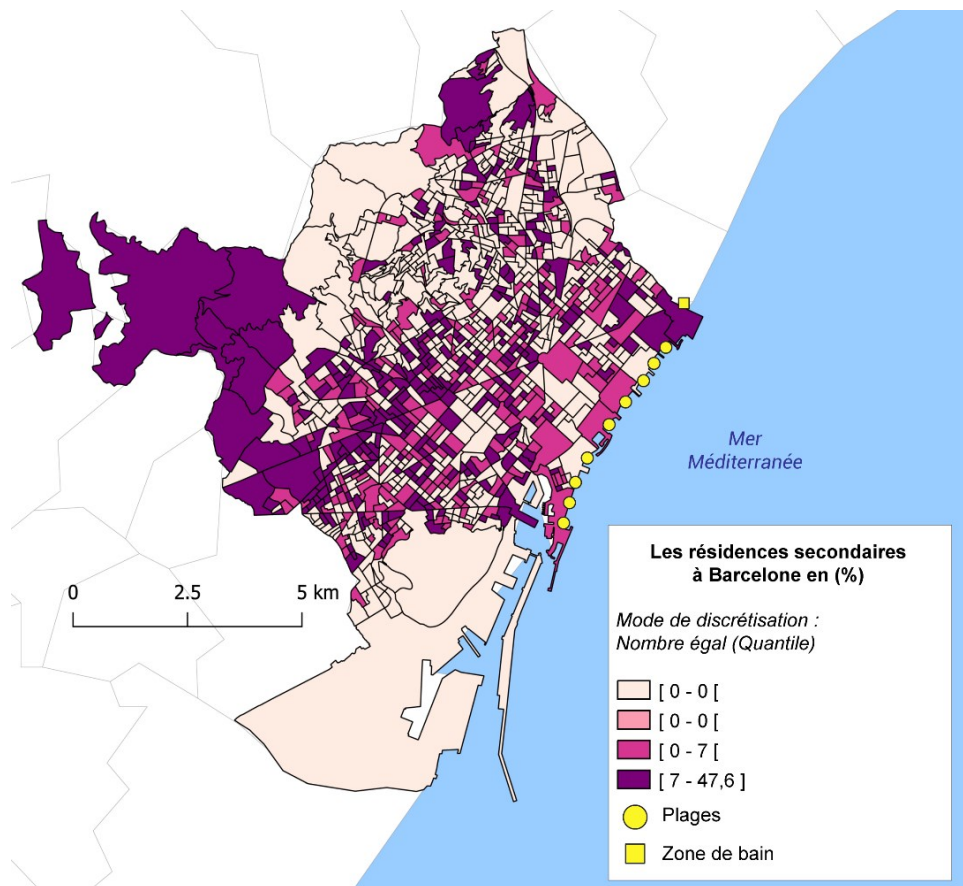 Mer
Méditerranée
0 2.5 5 km
Les résidences secondaires
à Barcelone en (%)
Mode de discrétisation :
Nombre égal (Quantile)
[ 0 - 0 [
[ 0 - 0 [
[ 0 - 7 [
[ 7 - 47,6 ]
Plages
Zone de bain